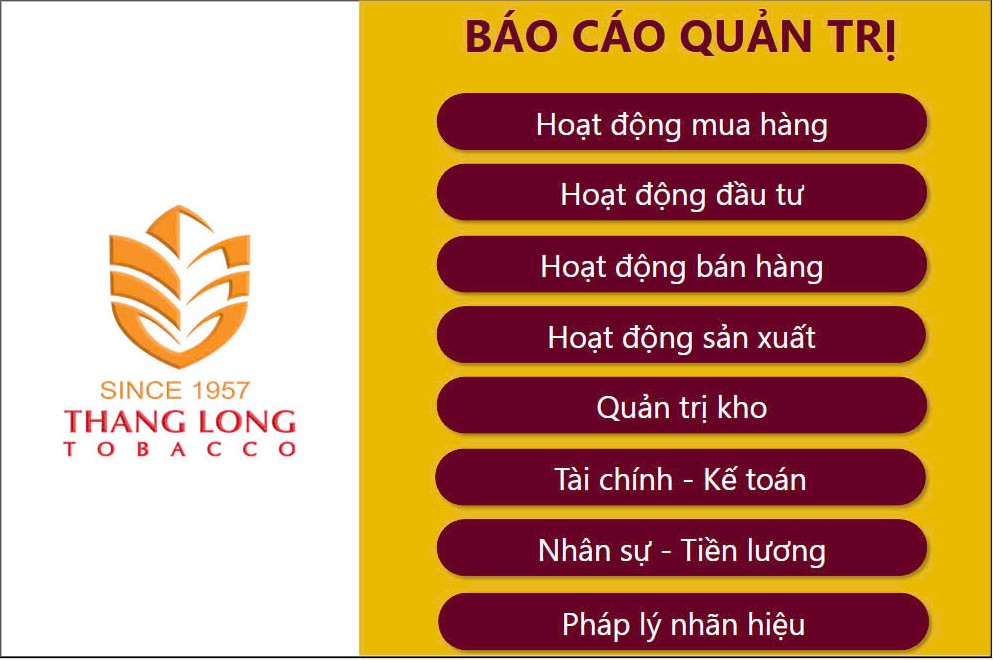 SINCE 1957
THANG LONG
TOBACCO
BÁO CÁO QUẢN TRỊ
Hoạt động mua hàng
Hoạt động đầu tư
Hoạt động bán hàng
Hoạt động sản xuất
Quản trị kho
Tài chính - Kế toán
Nhân sự - Tiền lương
Pháp lý nhãn hiệu